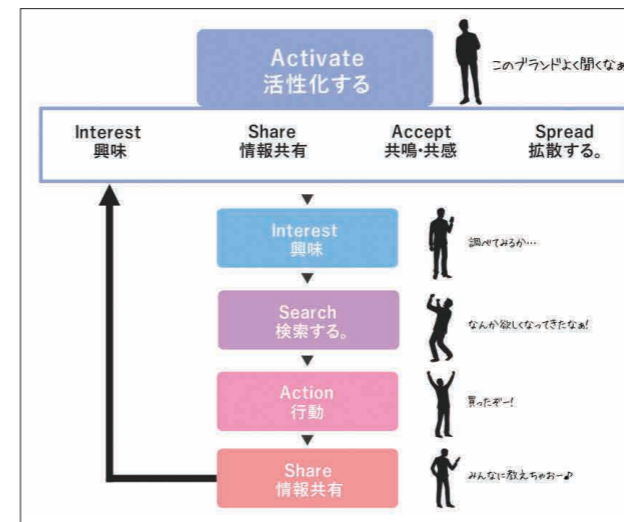 Activate
活性化する
このブランドよく聞くなぁ
Interest
興味
Share
情報共有
Accept
共鳴・共感
Spread
拡散する。
▼
Interest
興味
調べてみるか…
▼
Search
検索する。
なんか欲しくなってきたなぁ!
▼
Action
行動
買ったぞー!
▼
Share
情報共有
みんなに教えちゃおー♪